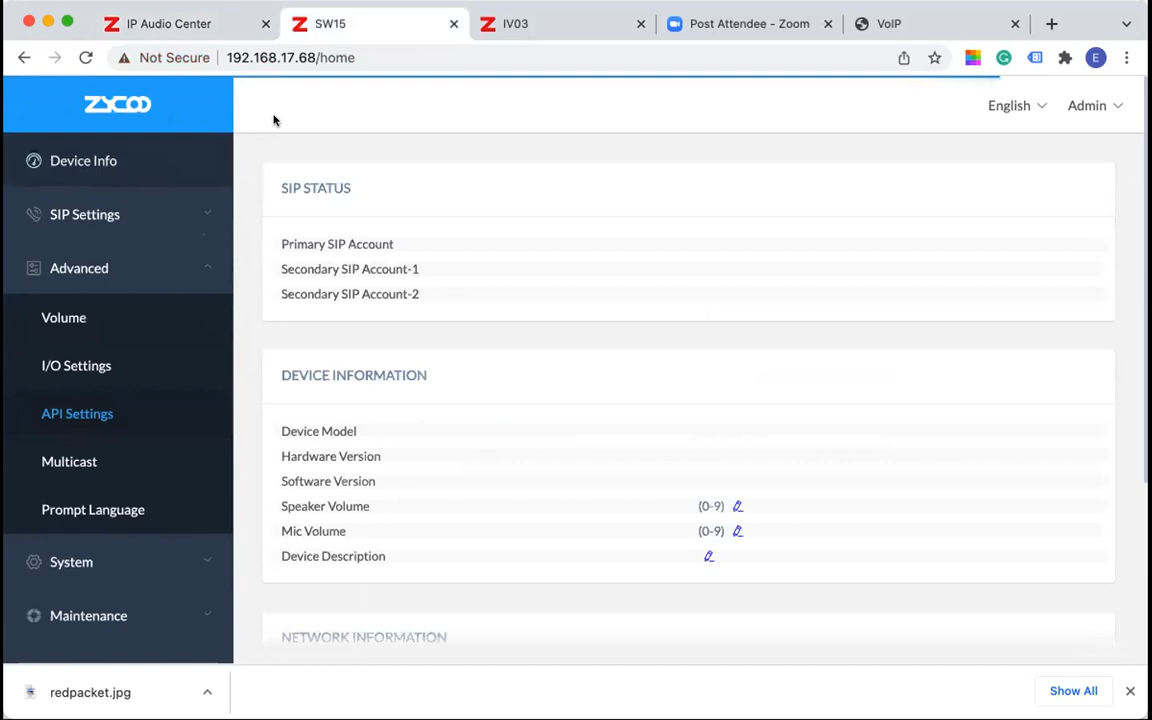 IP Audio Center
SW15
IV03
Post Attendee - Zoom
VoIP
Not Secure
192.168.17.68/home
E
ZYCOO
English
Admin
Device Info
SIP Settings
Advanced
Volume
I/O Settings
API Settings
Multicast
Prompt Language
System
Maintenance
SIP STATUS
Primary SIP Account
Secondary SIP Account-1
Secondary SIP Account-2
DEVICE INFORMATION
Device Model
Hardware Version
Software Version
Speaker Volume (0-9)
Mic Volume (0-9)
Device Description
NETWORK INFORMATION
redpacket.jpg
Show All